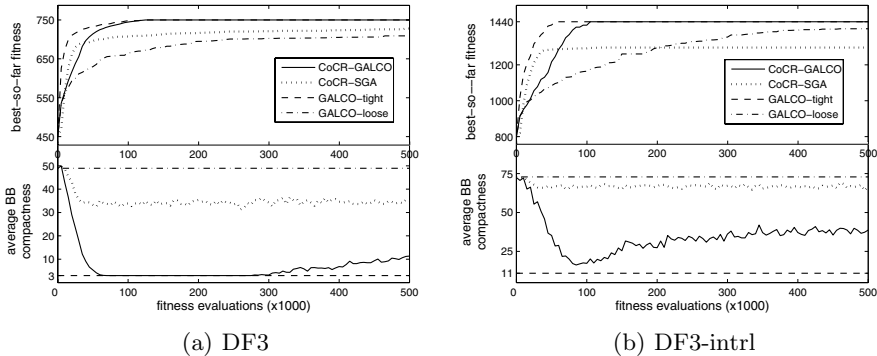 750
650
550
450
best-so-far fitness
0 100 200 300 400 500
CoCR-GALCO
CoCR-SGA
GALCO-tight
GALCO-loose
50
40
30
20
10
3
average BB
compactness
0 100 200 300 400 500
fitness evaluations (x1000)
(a) DF3
1440
1200
1000
800
best-so--far fitness
0 100 200 300 400 500
CoCR-GALCO
CoCR-SGA
GALCO-tight
GALCO-loose
75
50
25
11
average BB
compactness
0 100 200 300 400 500
fitness evaluations (x1000)
(b) DF3-intrl